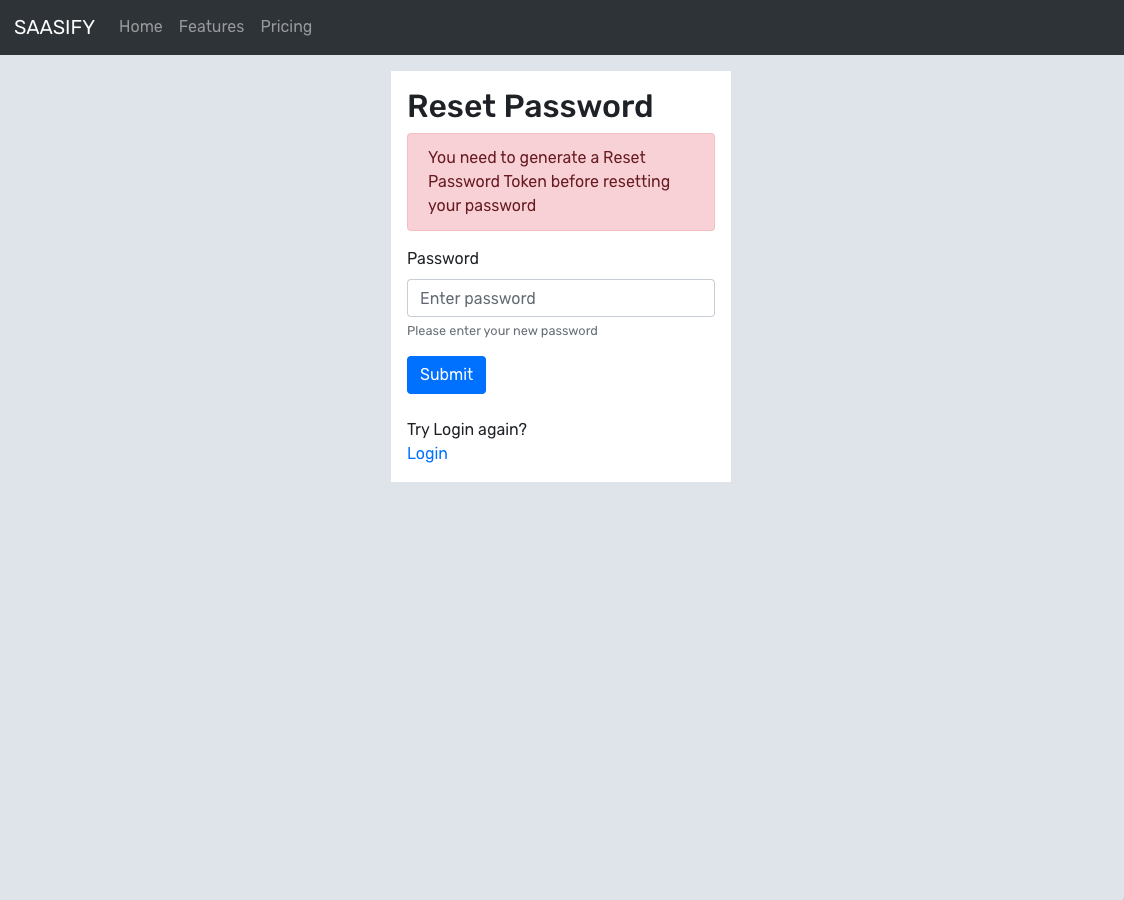 SAASIFY Home Features Pricing
Reset Password
You need to generate a Reset
Password Token before resetting
your password
Password
Enter password
Please enter your new password
Submit
Try Login again?
Login